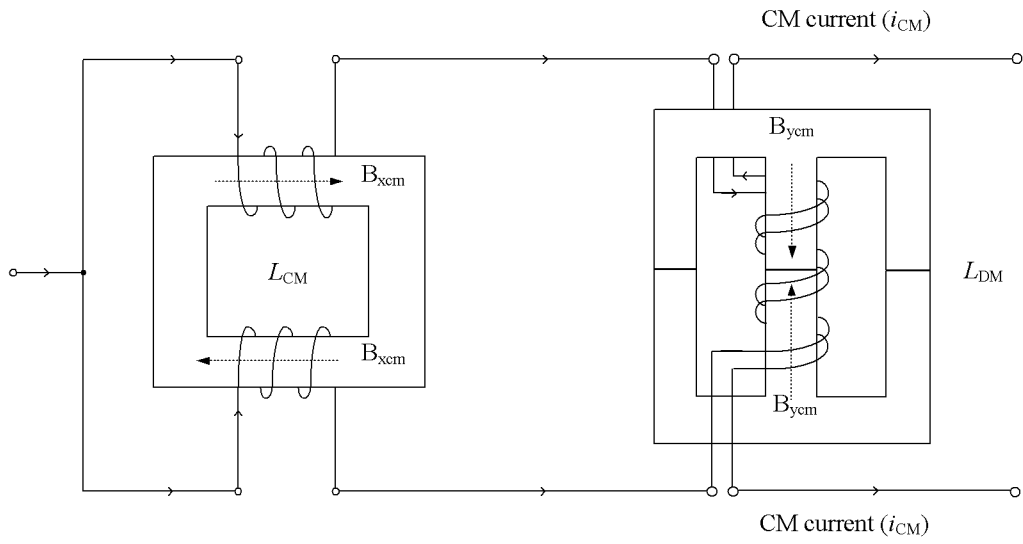 CM current (iCM)
Bycm
Bxcm
LCM
LDM
Bxcm
Bycm
CM current (iCM)